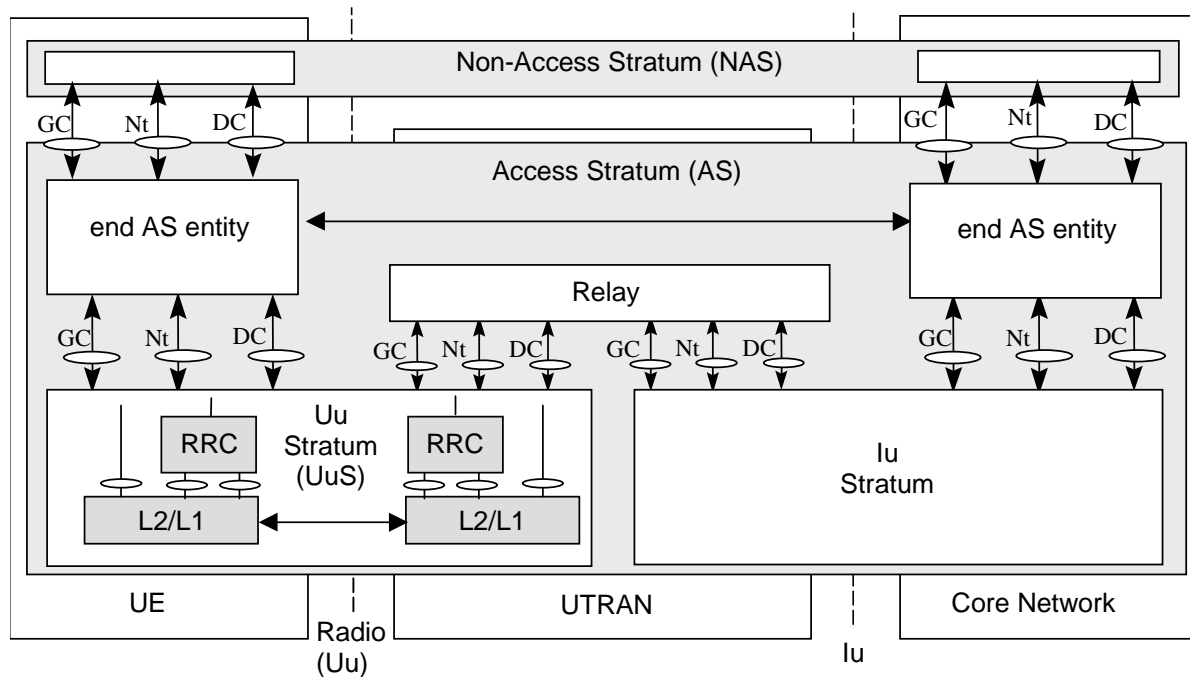 Non-Access Stratum (NAS)
GC Nt DC
GC Nt DC
Access Stratum (AS)
end AS entity
end AS entity
Relay
GC Nt DC
GC Nt DC
GC Nt DC
GC Nt DC
RRC
Uu
Stratum
(UuS)
RRC
L2/L1
L2/L1
Iu
Stratum
UE
UTRAN
Core Network
Radio
(Uu)
Iu